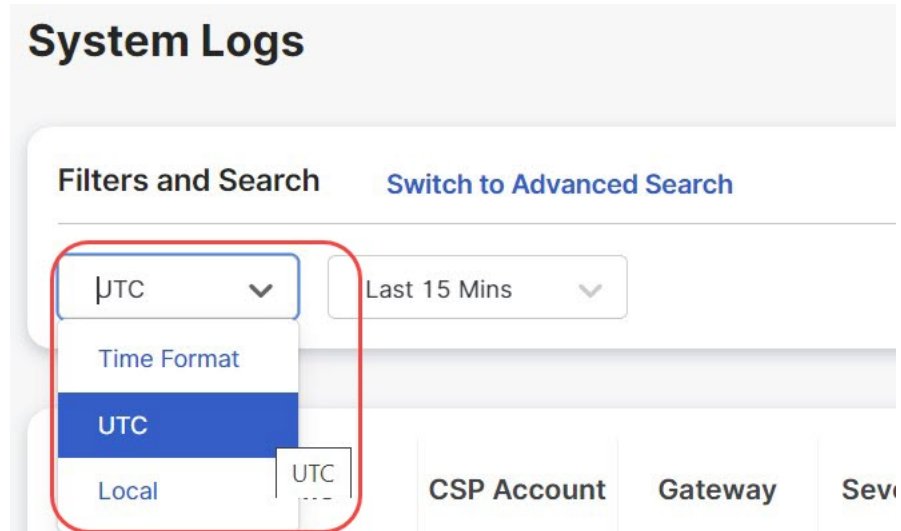 System Logs
Filters and Search Switch to Advanced Search
UTC Last 15 Mins
Time Format
UTC
UTC
Local
CSP Account Gateway